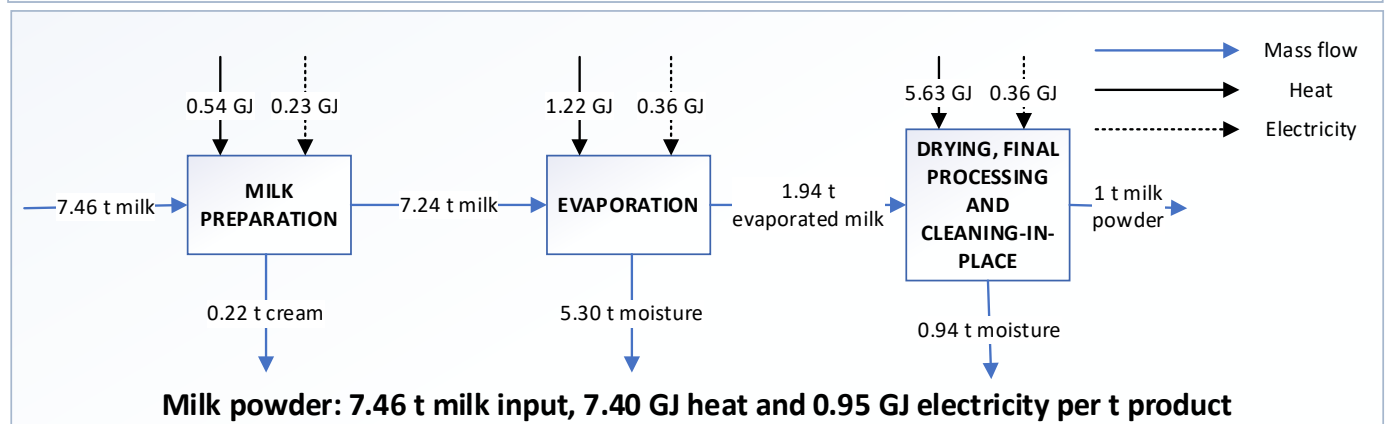 Mass flow
Heat
Electricity
0.54 GJ
0.23 GJ
1.22 GJ
0.36 GJ
5.63 GJ
0.36 GJ
7.46 t milk
MILK
PREPARATION
7.24 t milk
EVAPORATION
1.94 t
evaporated milk
DRYING, FINAL
PROCESSING
AND
CLEANING-IN-
PLACE
1 t milk
powder
0.22 t cream
5.30 t moisture
0.94 t moisture
Milk powder: 7.46 t milk input, 7.40 GJ heat and 0.95 GJ electricity per t product